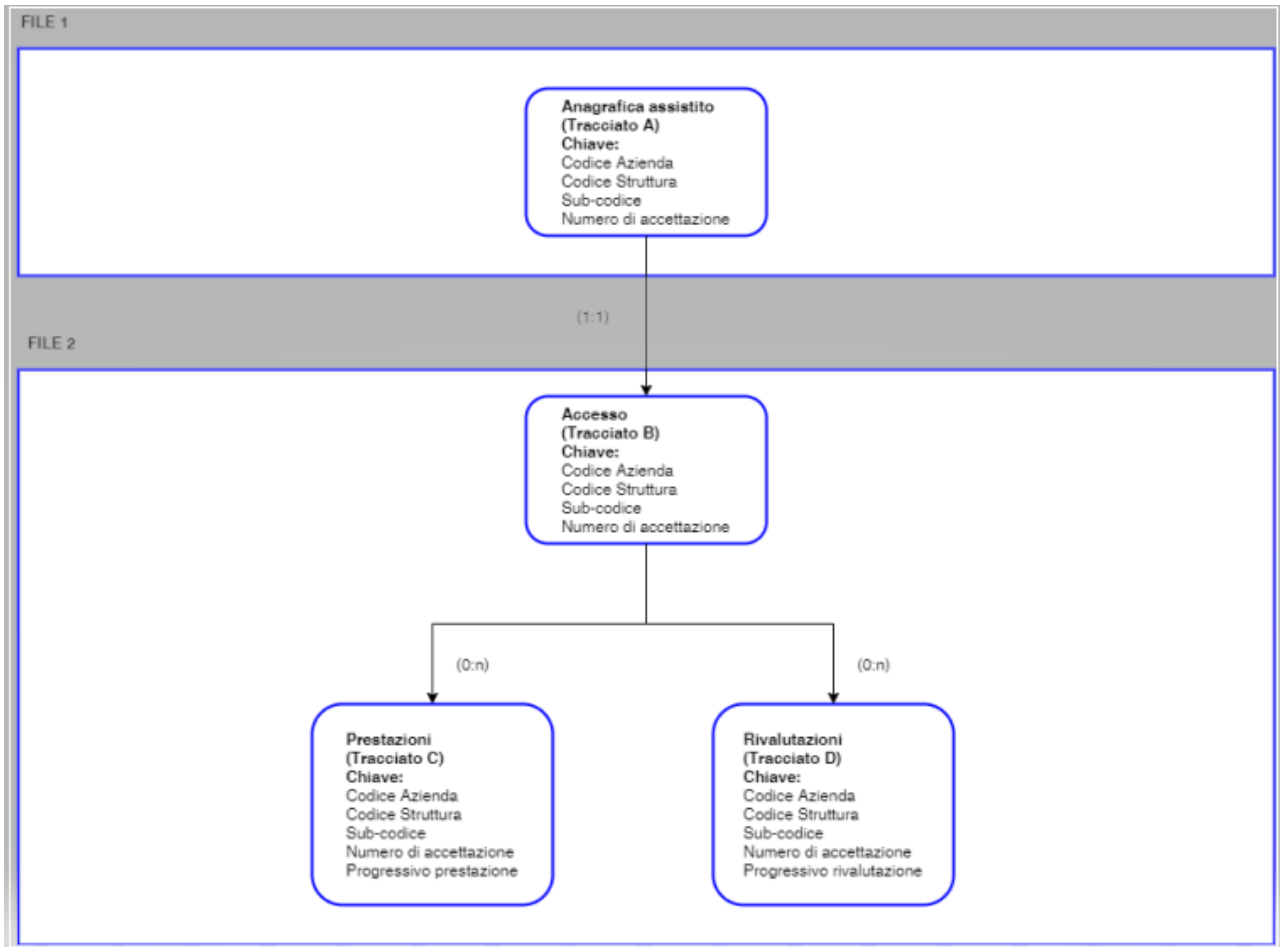 FILE 1
Anagrafica assistito
(Tracciato A)
Chiave:
Codice Azienda
Codice Struttura
Sub-codice
Numero di accettazione
(1:1)
FILE 2
Accesso
(Tracciato B)
Chiave:
Codice Azienda
Codice Struttura
Sub-codice
Numero di accettazione
(0:n)
(0:n)
Prestazioni
(Tracciato C)
Chiave:
Codice Azienda
Codice Struttura
Sub-codice
Numero di accettazione
Progressivo prestazione
Rivalutazioni
(Tracciato D)
Chiave:
Codice Azienda
Codice Struttura
Sub-codice
Numero di accettazione
Progressivo rivalutazione